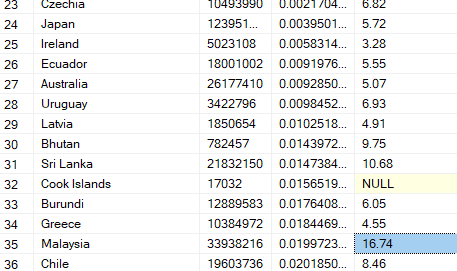 23 Czechia 10493990 0.0021704... 6.82
24 Japan 123951... 0.0039501... 5.72
25 Ireland 5023108 0.0058314... 3.28
26 Ecuador 18001002 0.0091976... 5.55
27 Australia 26177410 0.0092850... 5.07
28 Uruguay 3422796 0.0098452... 6.93
29 Latvia 1850654 0.0102518... 4.91
30 Bhutan 782457 0.0143972... 9.75
31 Sri Lanka 21832150 0.0147384... 10.68
32 Cook Islands 17032 0.0156519... NULL
33 Burundi 12889583 0.0176408... 6.05
34 Greece 10384972 0.0184469... 4.55
35 Malaysia 33938216 0.0199723... 16.74
36 Chile 19603736 0.0201850... 8.46